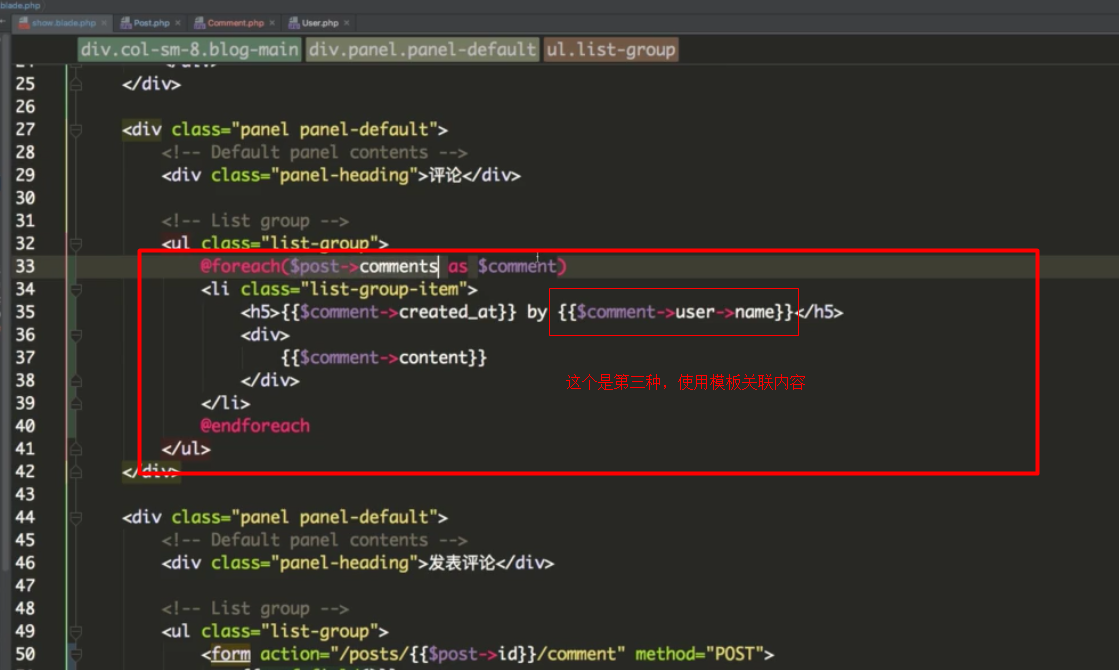 blade.php
show.blade.php × Post.php × Comment.php × User.php ×
div.col-sm-8.blog-main div.panel.panel-default ul.list-group
25 </div>
26
27 <div class="panel panel-default">
28 <!-- Default panel contents -->
29 <div class="panel-heading">评论</div>
30
31 <!-- List group -->
32 <ul class="list-group">
33 @foreach($post->comments as $comment)
34 <li class="list-group-item">
35 <h5>{{$comment->created_at}} by {{$comment->user->name}}</h5>
36 <div>
37 {{$comment->content}}
38 </div>
这个是第三种，使用模板关联内容
39 </li>
40 @endforeach
41 </ul>
42 </div>
43
44 <div class="panel panel-default">
45 <!-- Default panel contents -->
46 <div class="panel-heading">发表评论</div>
47
48 <!-- List group -->
49 <ul class="list-group">
50 <form action="/posts/{{$post->id}}/comment" method="POST">